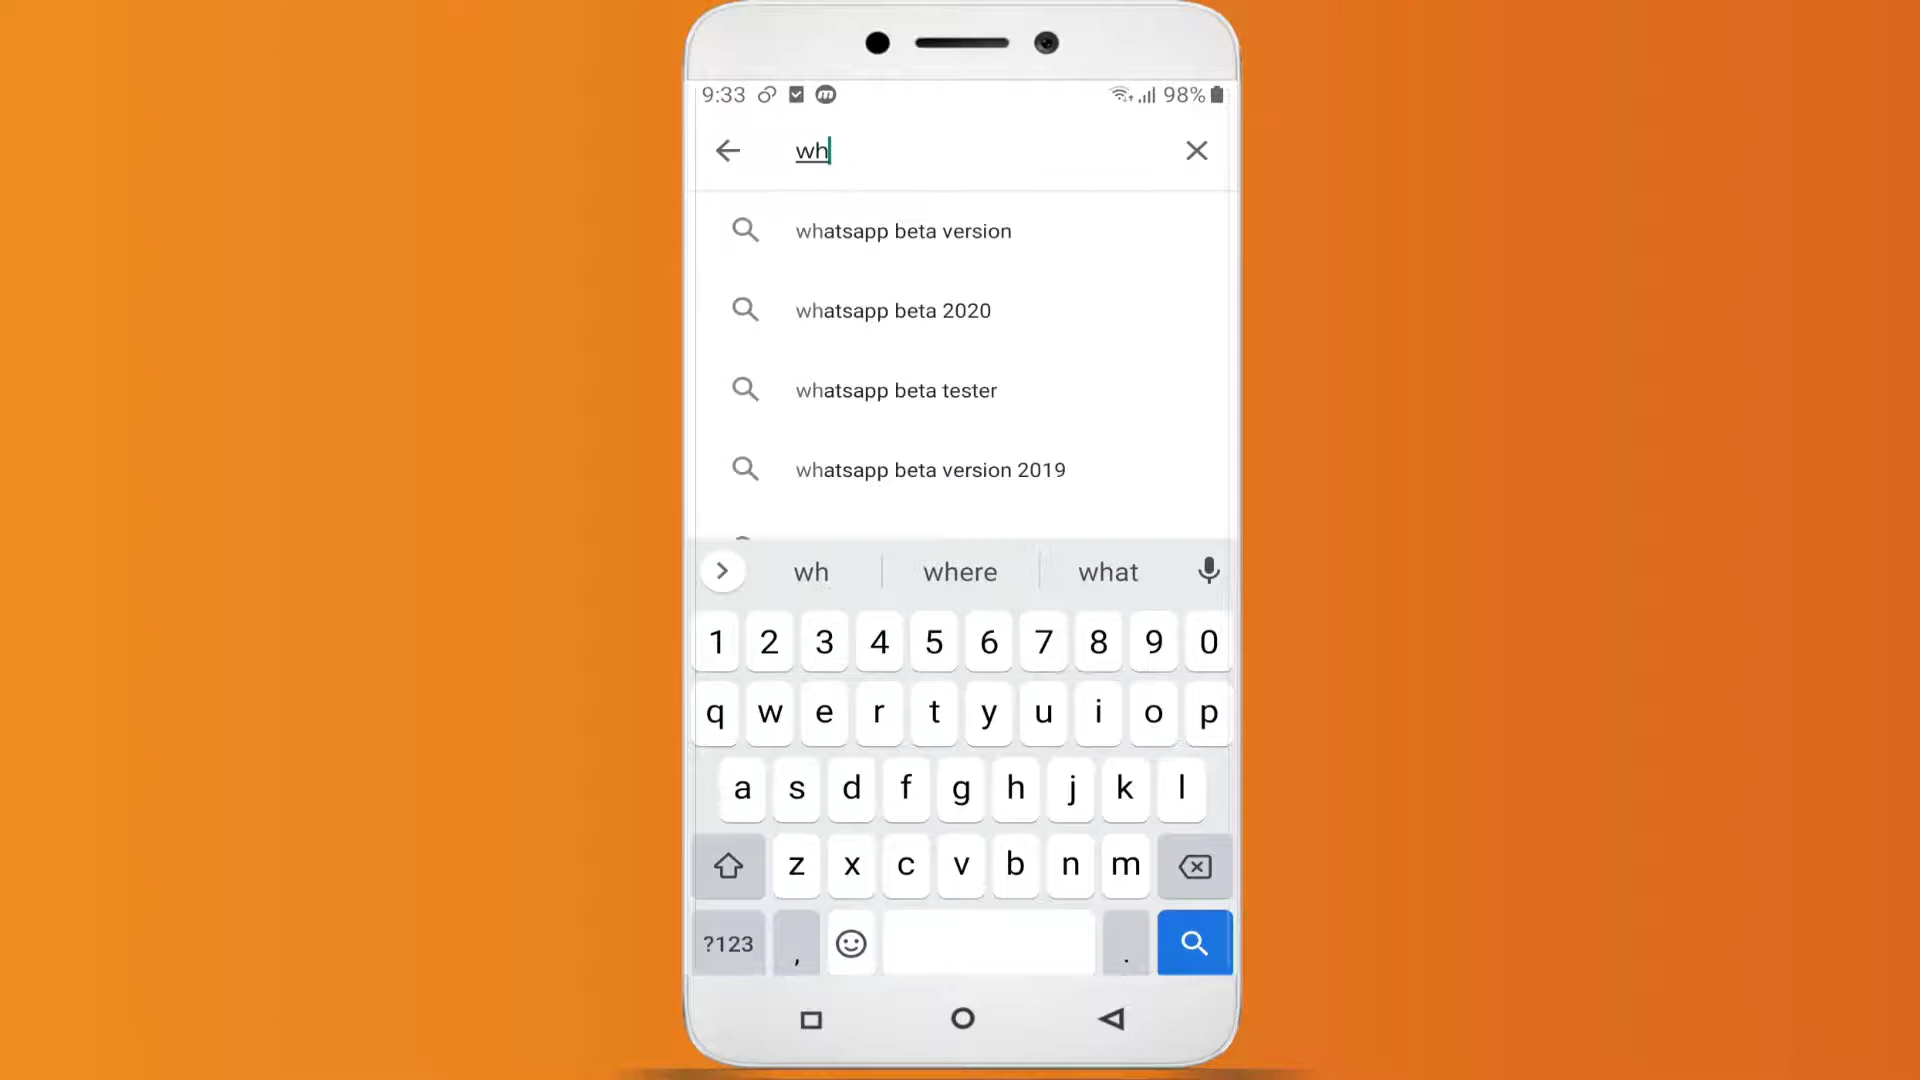 9:33 98%
wh
whatsapp beta version
whatsapp beta 2020
whatsapp beta tester
whatsapp beta version 2019
wh where what
1 2 3 4 5 6 7 8 9 0
q w e r t y u i o p
a s d f g h j k l
z x c v b n m
?123 , .